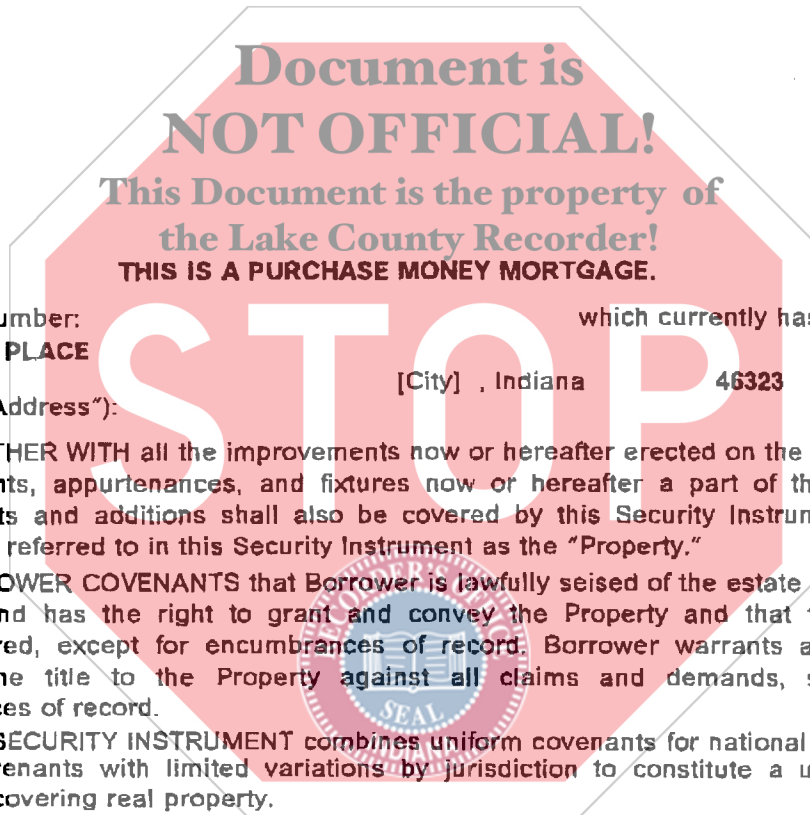 Document is
NOT OFFICIAL!
This Document is the property of
the Lake County Recorder!
THIS IS A PURCHASE MONEY MORTGAGE.
umber: which currently has
PLACE
[City] , Indiana 46323
Address"):
THER WITH all the improvements now or hereafter erected on the
nts, appurtenances, and fixtures now or hereafter a part of th
ts and additions shall also be covered by this Security Instrum
referred to in this Security Instrument as the "Property."
OWER COVENANTS that Borrower is lawfully seised of the estate
nd has the right to grant and convey the Property and that
red, except for encumbrances of record. Borrower warrants a
he title to the Property against all claims and demands, s
ces of record.
SECURITY INSTRUMENT combines uniform covenants for national
enants with limited variations by jurisdiction to constitute a u
covering real property.
STOP
RECORDER'S OFFICE
SEAL
INDIANA